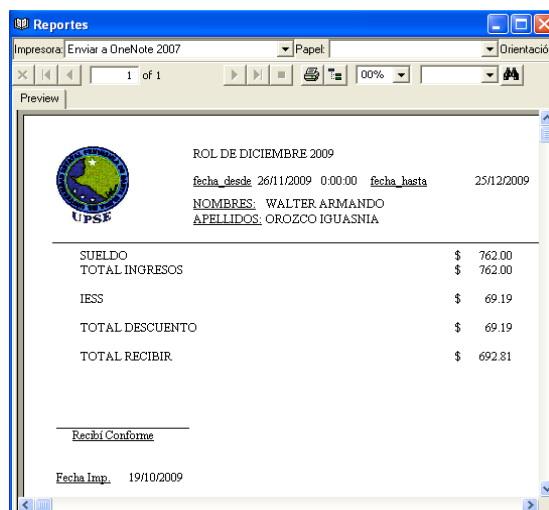 Reportes
Impresora: Enviar a OneNote 2007 Papel: Orientació
1 of 1 00%
Preview
UPSE
ROL DE DICIEMBRE 2009
fecha_desde 26/11/2009 0:00:00 fecha_hasta 25/12/2009
NOMBRES: WALTER ARMANDO
APELLIDOS: OROZCO IGUASNIA
SUELDO $ 762.00
TOTAL INGRESOS $ 762.00
IESS $ 69.19
TOTAL DESCUENTO $ 69.19
TOTAL RECIBIR $ 692.81
Recibí Conforme
Fecha Imp. 19/10/2009